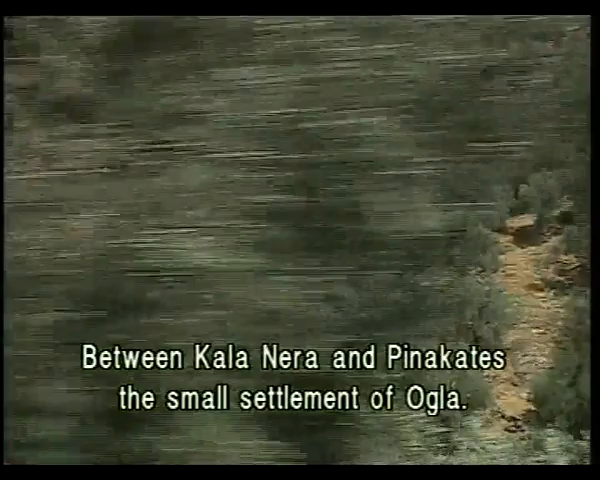 Between Kala Nera and Pinakates
the small settlement of Ogla.